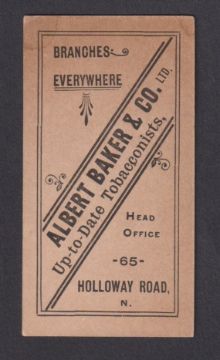 BRANCHES
EVERYWHERE
ALBERT BAKER & CO. LTD.
Up-to-Date Tobacconists,
HEAD
OFFICE
-65-
HOLLOWAY ROAD,
N.